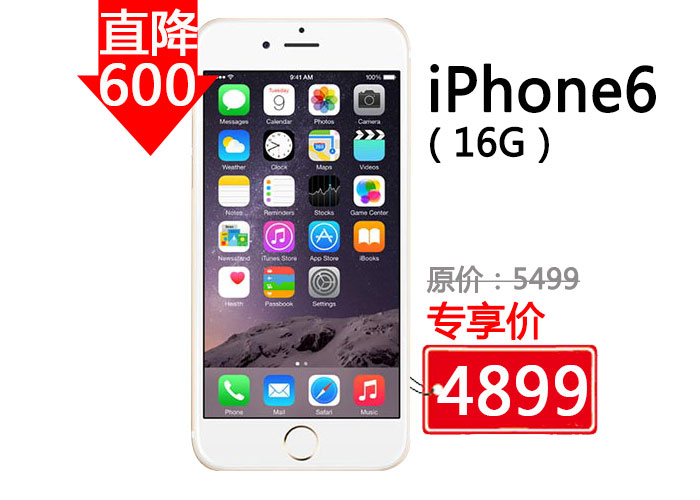 直降
600
iPhone6
（16G）
原价：5499
专享价
4899
9:41 AM
100%
Tuesday
9
Messages
Calendar
Photos
Camera
Weather
Clock
Maps
Videos
Notes
Reminders
Stocks
Game Center
Newsstand
iTunes Store
App Store
iBooks
Health
Passbook
Settings
Phone
Mail
Safari
Music